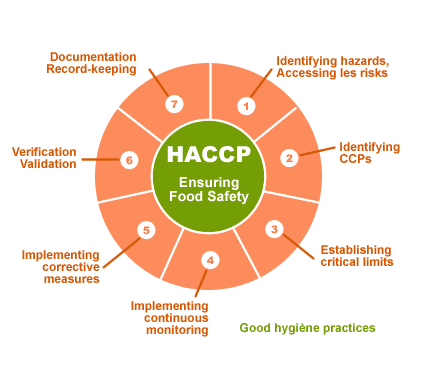 HACCP
Ensuring
Food Safety
1
Identifying hazards,
Accessing les risks
2
Identifying
CCPs
3
Establishing
critical limits
4
Implementing
continuous
monitoring
5
Implementing
corrective
measures
6
Verification
Validation
7
Documentation
Record-keeping
Good hygiène practices